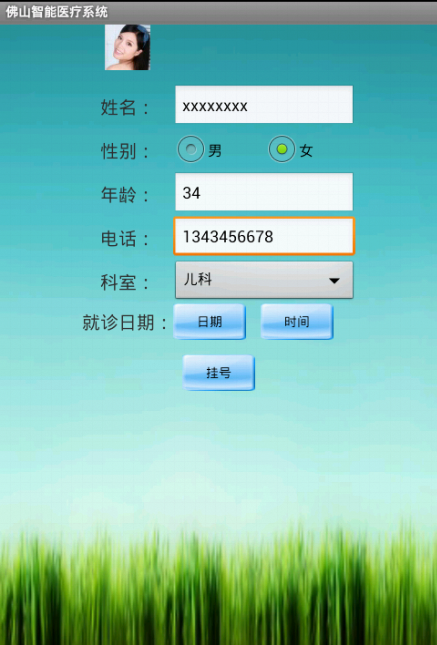 佛山智能医疗系统
姓名： xxxxxxxx
性别： 男 女
年龄： 34
电话： 1343456678
科室： 儿科
就诊日期： 日期 时间
挂号